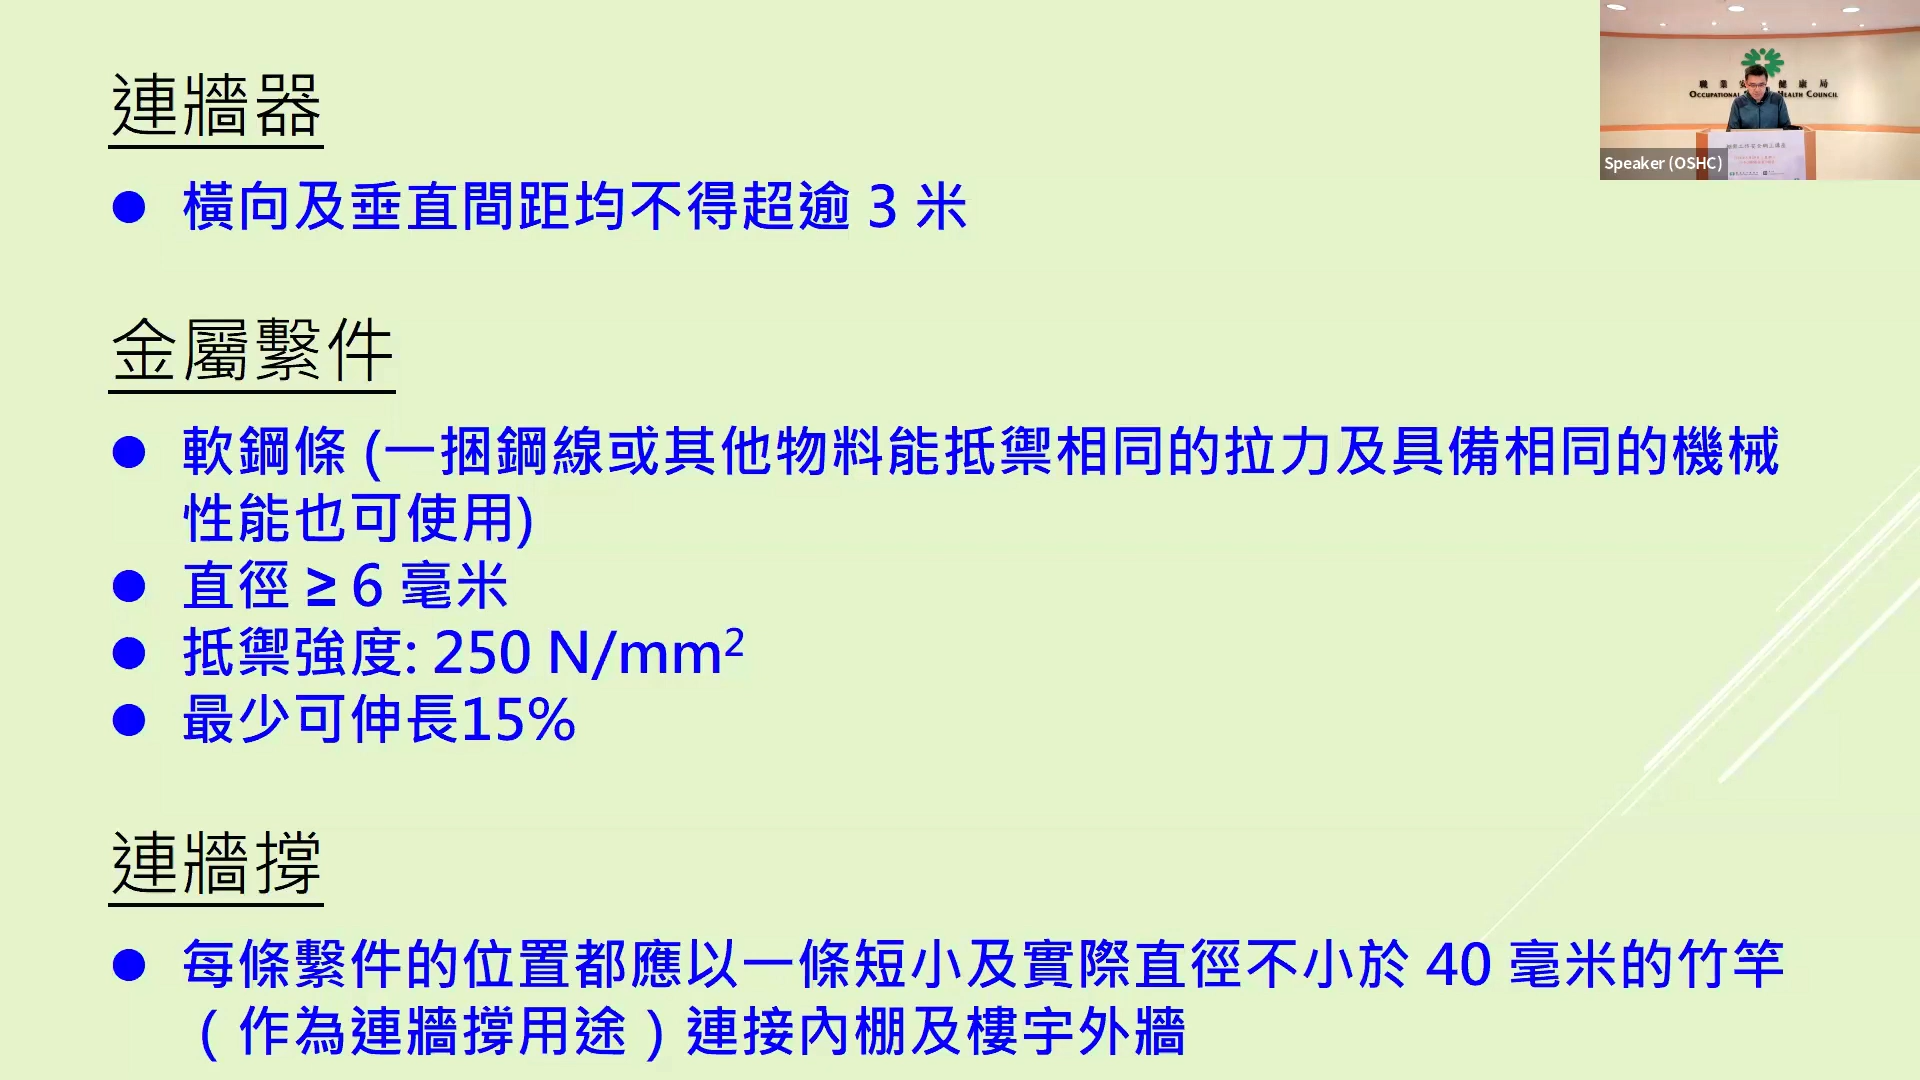 連牆器
● 橫向及垂直間距均不得超逾 3 米
金屬繫件
● 軟鋼條 (一捆鋼線或其他物料能抵禦相同的拉力及具備相同的機械
性能也可使用)
● 直徑 ≥ 6 毫米
● 抵禦強度: 250 N/mm²
● 最少可伸長15%
連牆撐
● 每條繫件的位置都應以一條短小及實際直徑不小於 40 毫米的竹竿
（作為連牆撐用途）連接內棚及樓宇外牆
職業安 健康局
OCCUPATIONAL HEALTH COUNCIL
Speaker (OSHC)